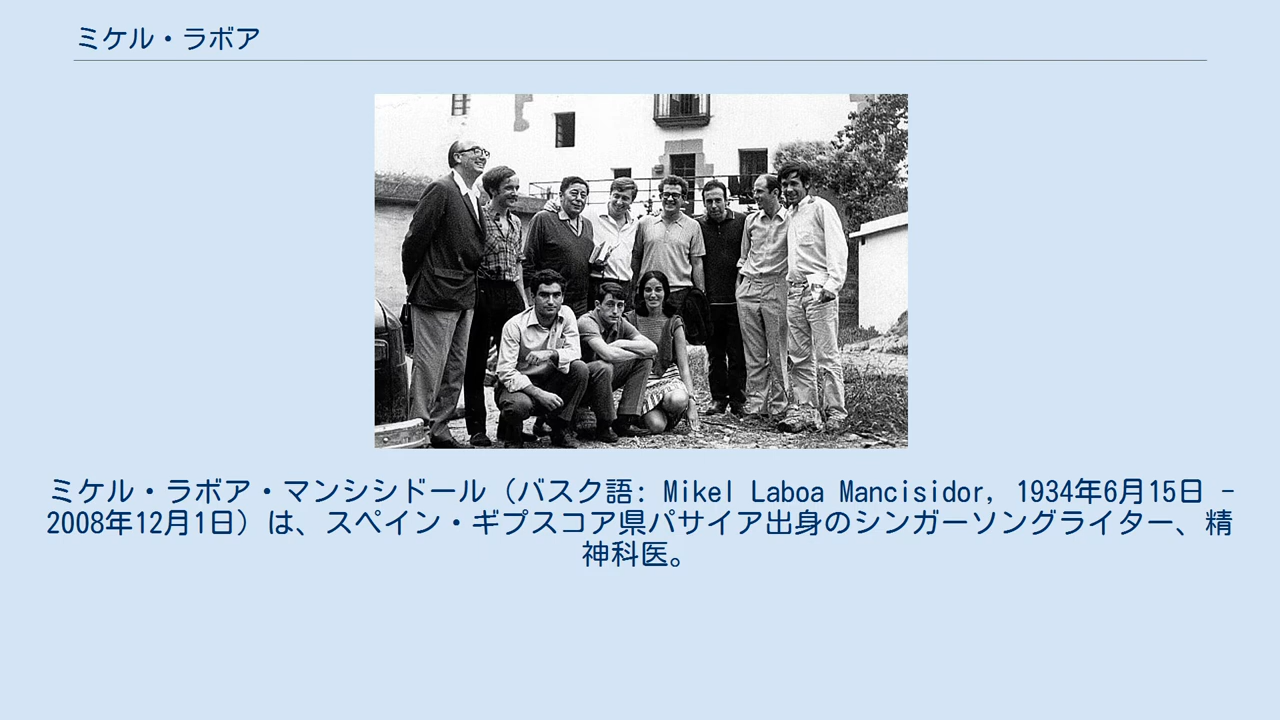 ミケル・ラボア
ミケル・ラボア・マンシシドール（バスク語: Mikel Laboa Mancisidor, 1934年6月15日 -
2008年12月1日）は、スペイン・ギプスコア県パサイア出身のシンガーソングライター、精
神科医。